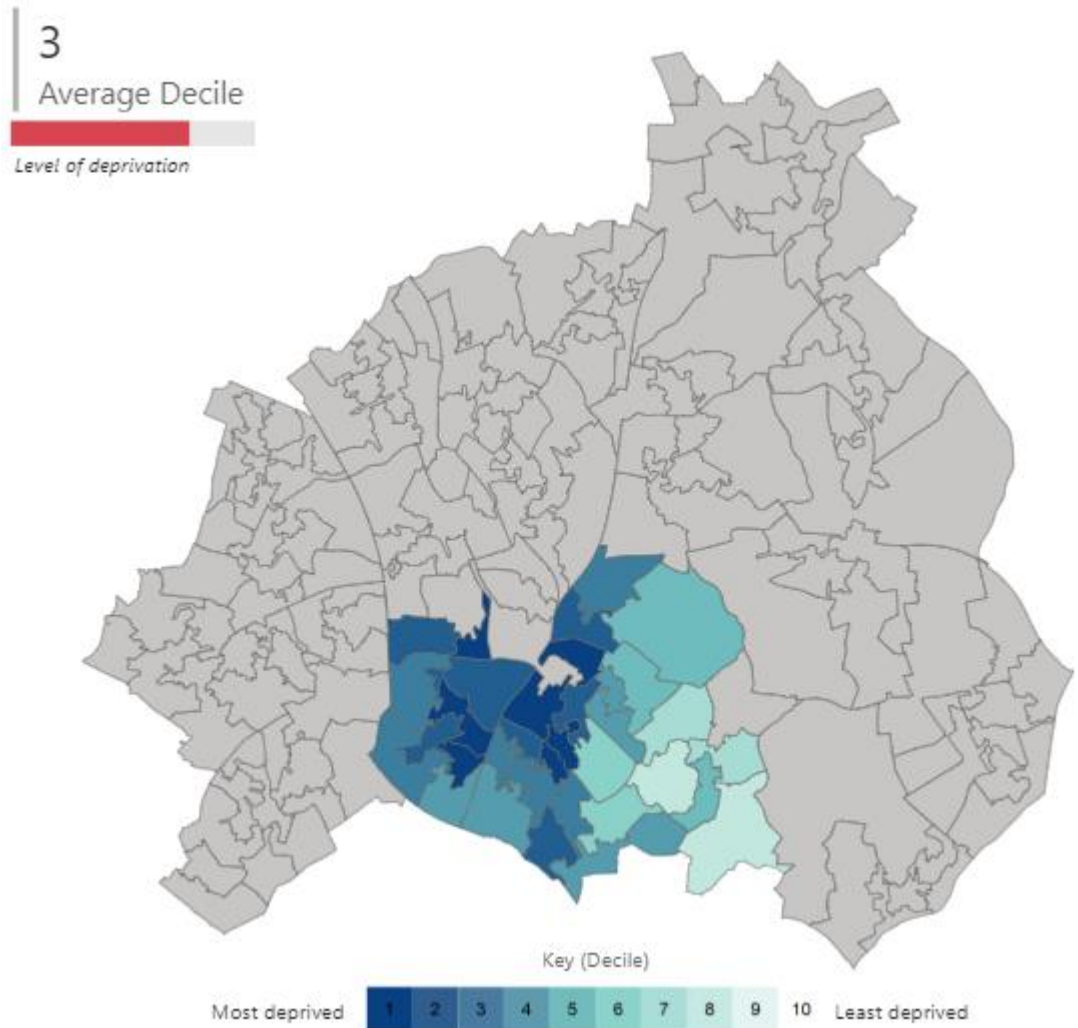 3
Average Decile
Level of deprivation
Key (Decile)
Most deprived 1 2 3 4 5 6 7 8 9 10 Least deprived